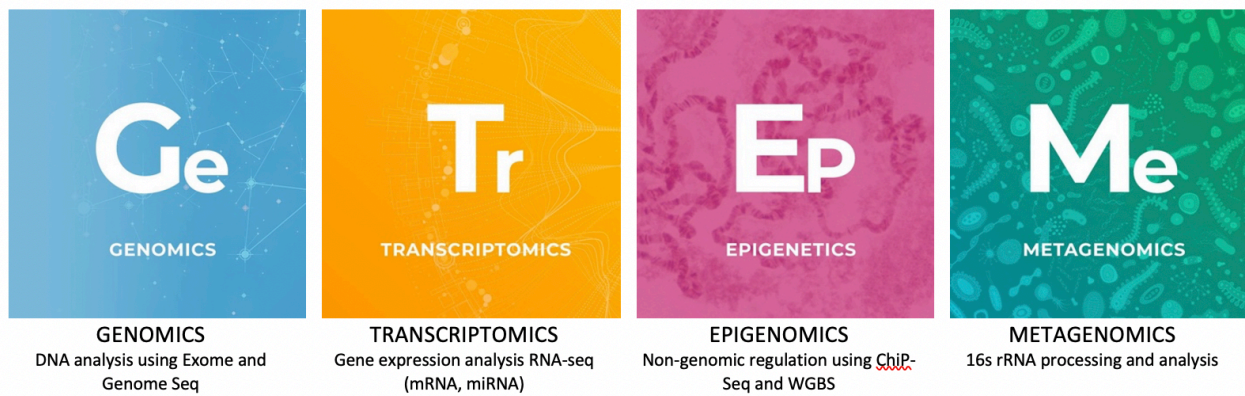 Ge
GENOMICS
Tr
TRANSCRIPTOMICS
EP
EPIGENETICS
Me
METAGENOMICS
GENOMICS
DNA analysis using Exome and
Genome Seq
TRANSCRIPTOMICS
Gene expression analysis RNA-seq
(mRNA, miRNA)
EPIGENOMICS
Non-genomic regulation using ChiP-
Seq and WGBS
METAGENOMICS
16s rRNA processing and analysis